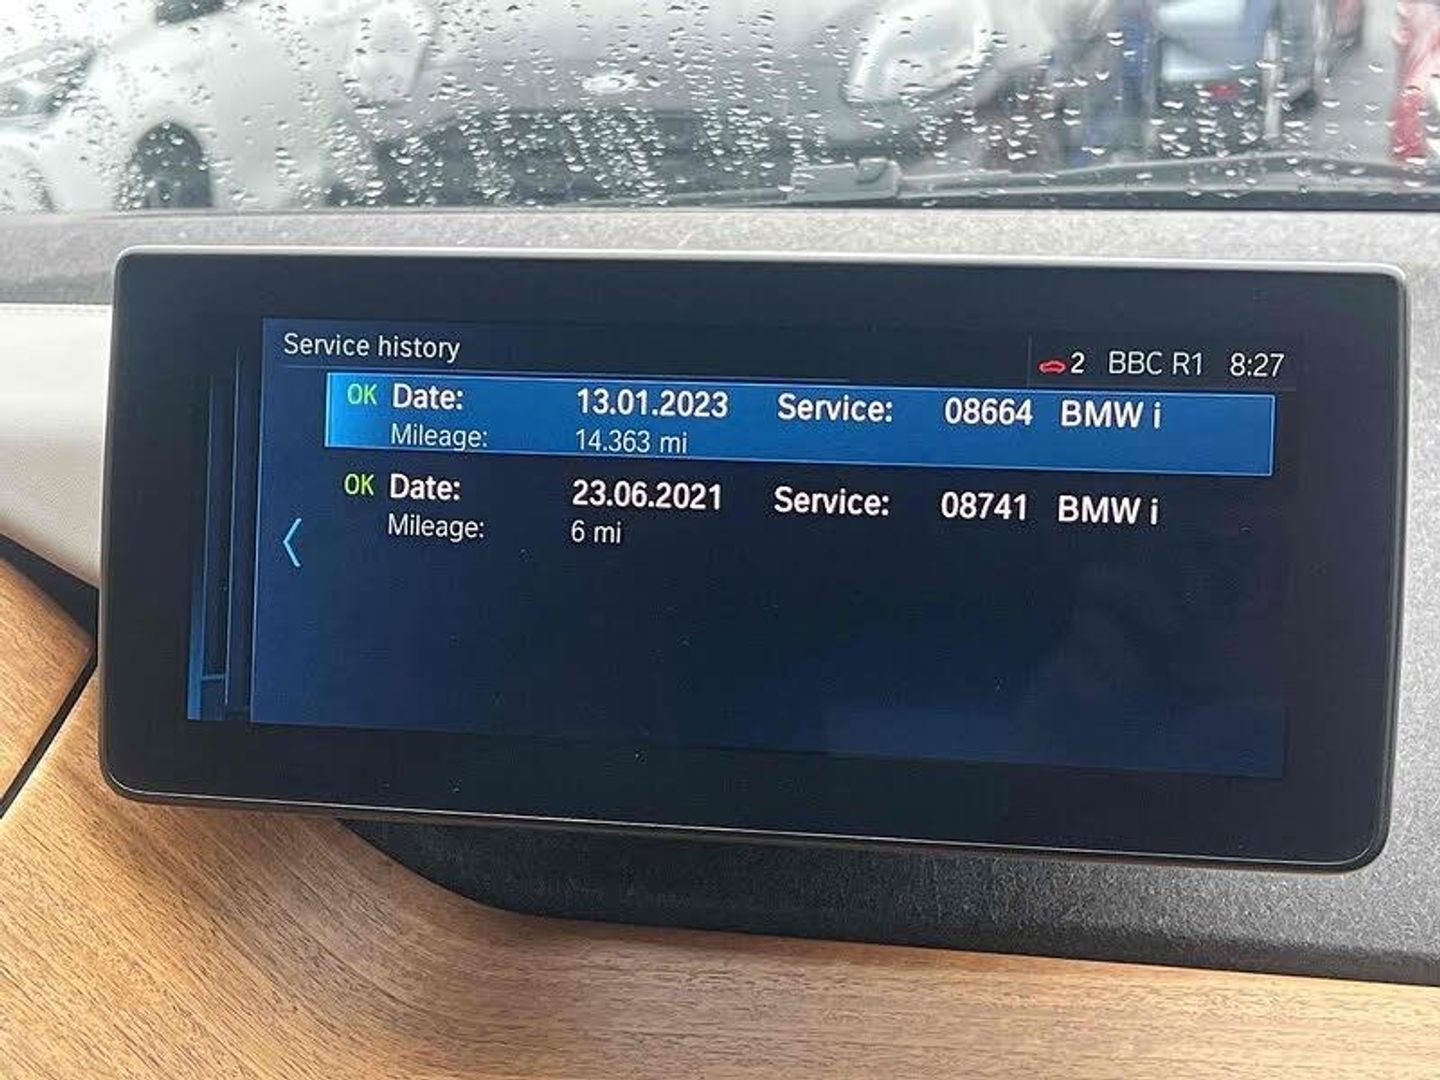 Service history
2 BBC R1 8:27
OK Date: 13.01.2023 Service: 08664 BMW i
Mileage: 14.363 mi
OK Date: 23.06.2021 Service: 08741 BMW i
Mileage: 6 mi